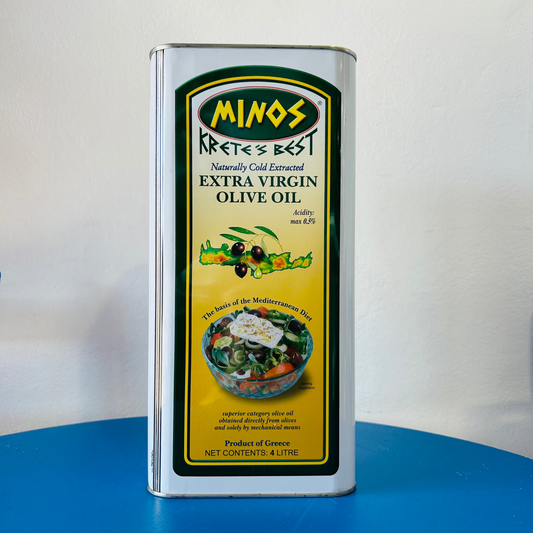 MINOS
®
KRETE'S BEST
Naturally Cold Extracted
EXTRA VIRGIN
OLIVE OIL
Acidity:
max 0.5%
The basis of the Mediterranean Diet
superior category olive oil
obtained directly from olives
and solely by mechanical means
Product of Greece
NET CONTENTS: 4 LITRE